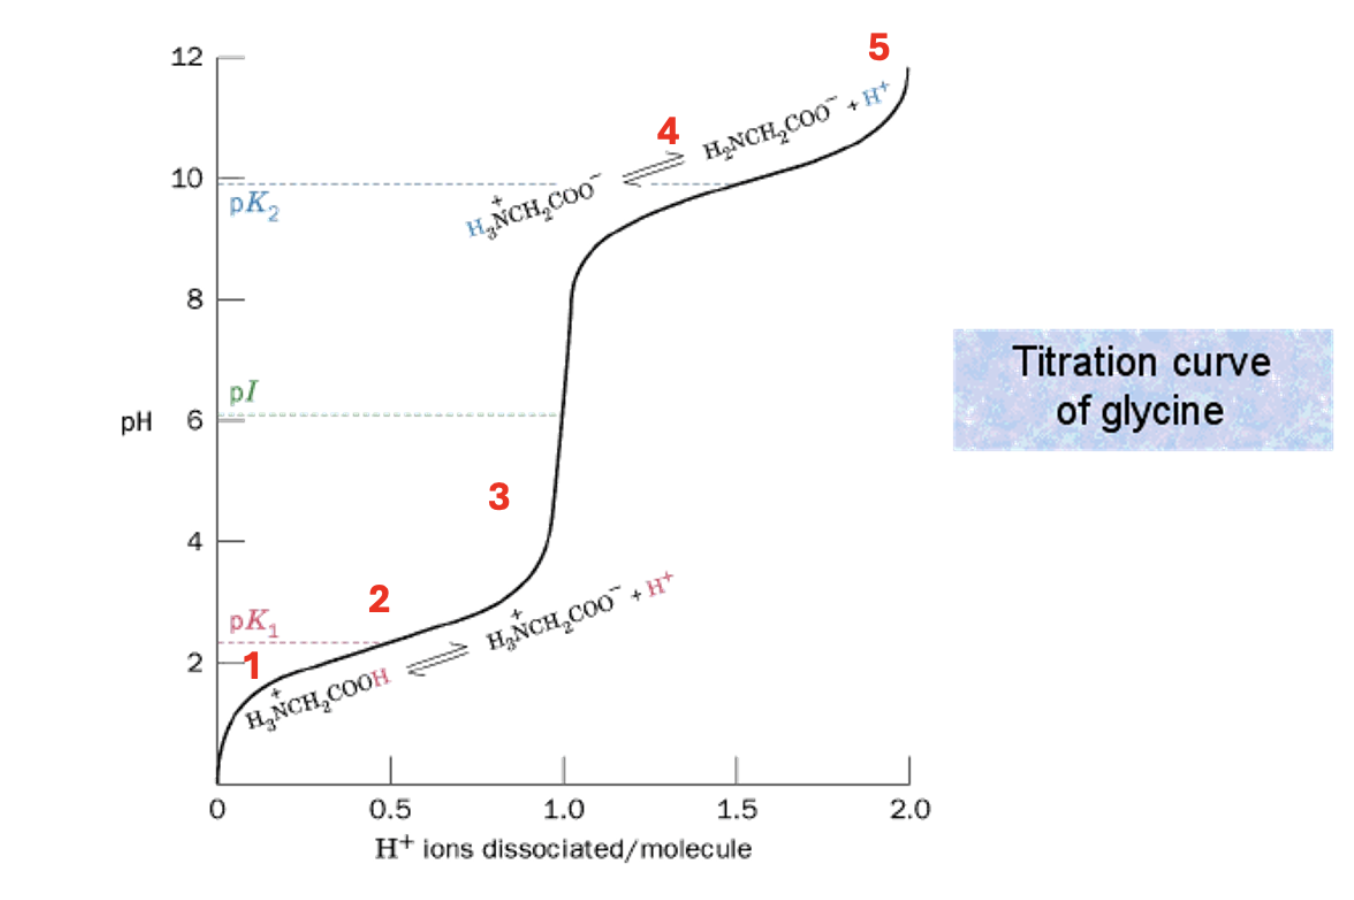 5
12
4
H₂NCH₂COO⁻ + H⁺
10
H₃N⁺CH₂COO⁻
pK₂
8
Titration curve
of glycine
pI
pH
6
3
4
2
H₃N⁺CH₂COO⁻ + H⁺
pK₁
2
1
H₃N⁺CH₂COOH
0
0.5
1.0
1.5
2.0
H⁺ ions dissociated/molecule